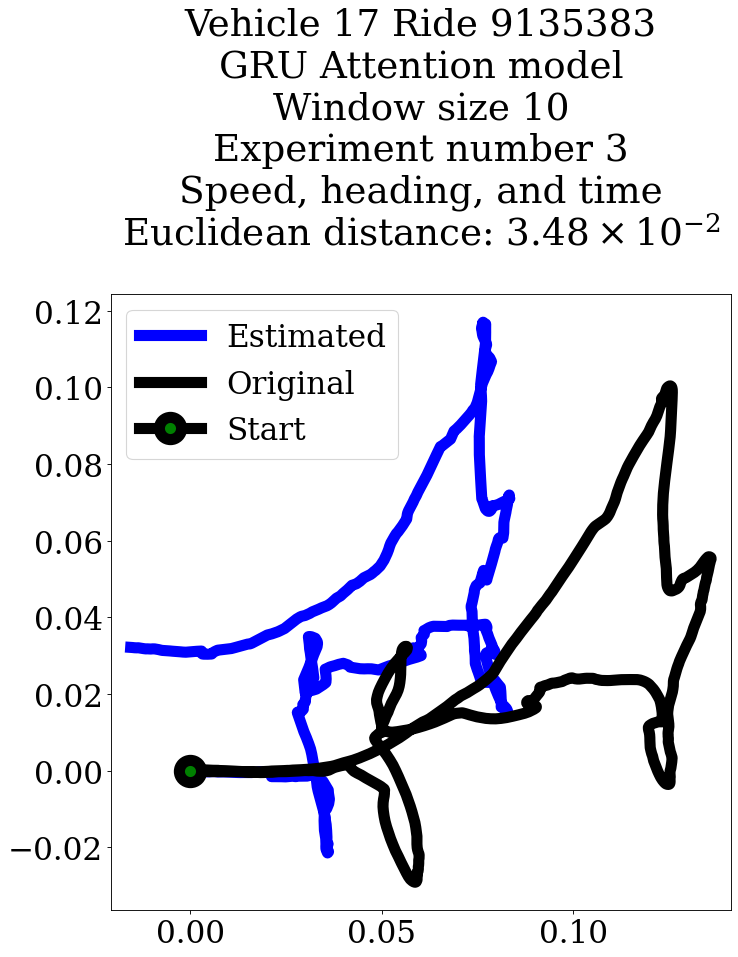 Vehicle 17 Ride 9135383
GRU Attention model
Window size 10
Experiment number 3
Speed, heading, and time
Euclidean distance: 3.48 × 10⁻²
Estimated
Original
Start
0.12
0.10
0.08
0.06
0.04
0.02
0.00
−0.02
0.00 0.05 0.10